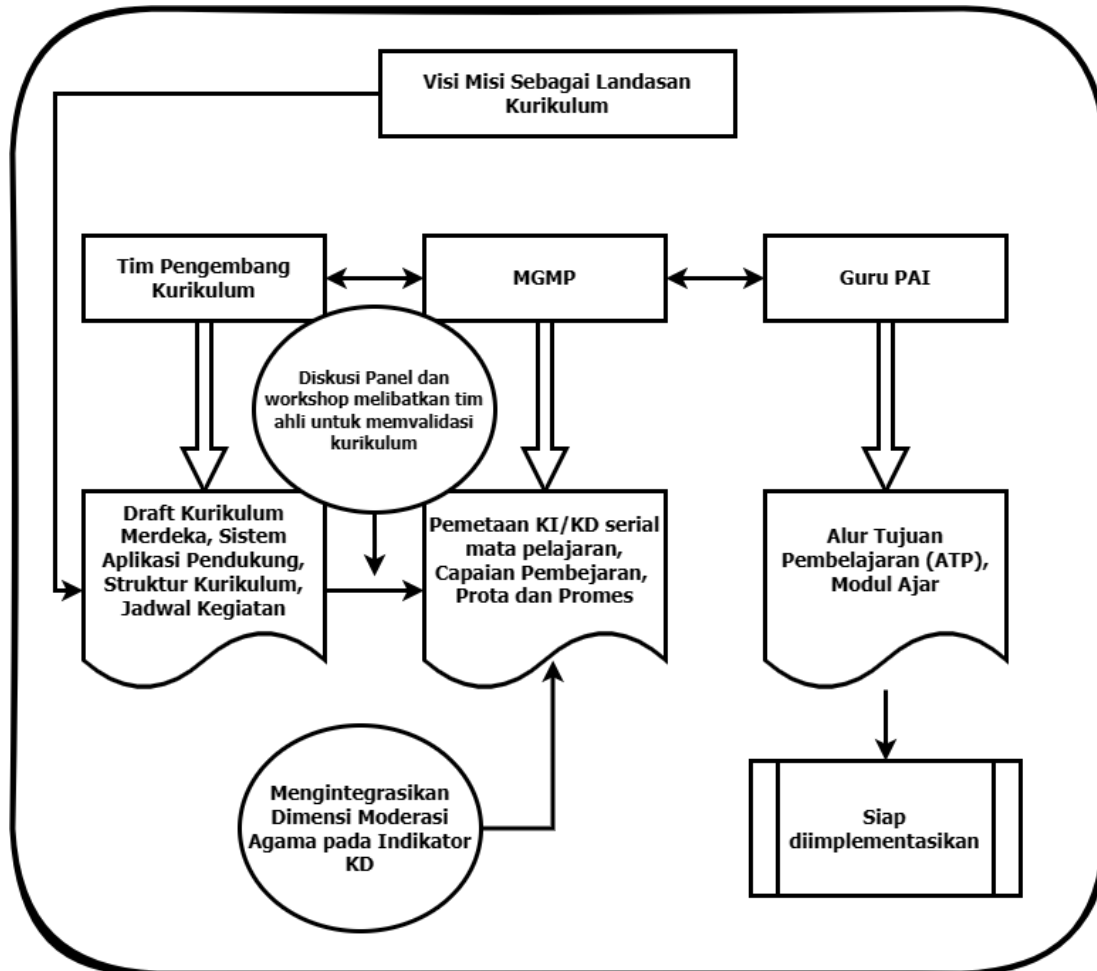 Visi Misi Sebagai Landasan
Kurikulum
Tim Pengembang
Kurikulum
MGMP
Guru PAI
Diskusi Panel dan
workshop melibatkan tim
ahli untuk memvalidasi
kurikulum
Draft Kurikulum
Merdeka, Sistem
Aplikasi Pendukung,
Struktur Kurikulum,
Jadwal Kegiatan
Pemetaan KI/KD serial
mata pelajaran,
Capaian Pembejaran,
Prota dan Promes
Alur Tujuan
Pembelajaran (ATP),
Modul Ajar
Mengintegrasikan
Dimensi Moderasi
Agama pada Indikator
KD
Siap
diimplementasikan